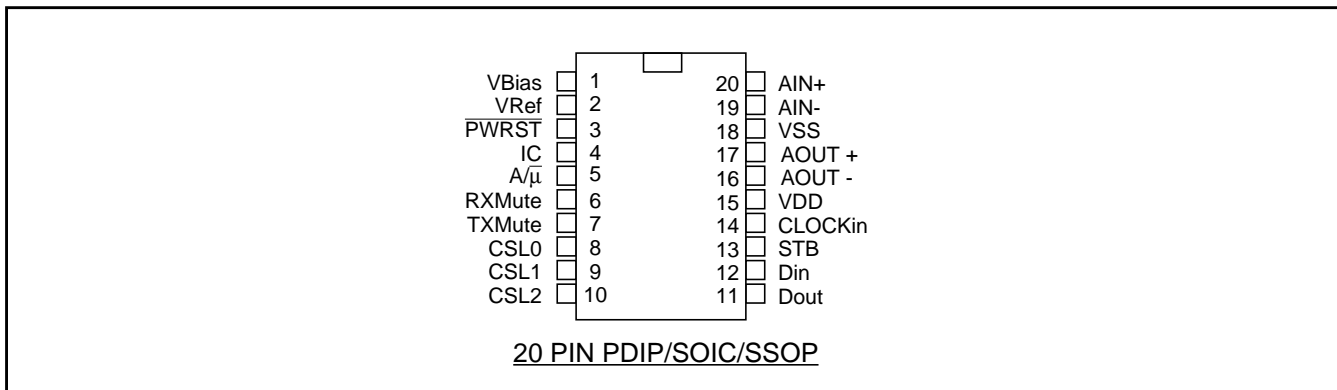 VBias 1 20 AIN+
VRef 2 19 AIN-
P̅W̅R̅S̅T̅ 3 18 VSS
IC 4 17 AOUT +
A/μ̅ 5 16 AOUT -
RXMute 6 15 VDD
TXMute 7 14 CLOCKin
CSL0 8 13 STB
CSL1 9 12 Din
CSL2 10 11 Dout
20 PIN PDIP/SOIC/SSOP